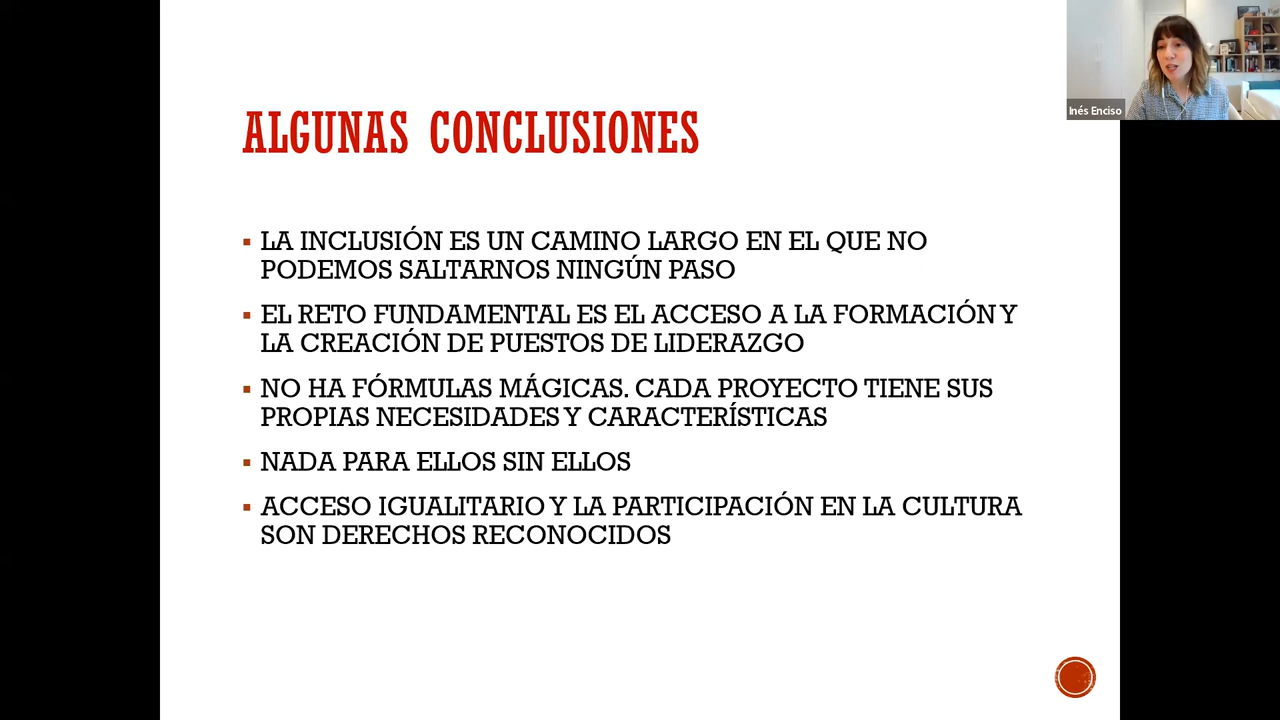 Inés Enciso
ALGUNAS CONCLUSIONES
LA INCLUSIÓN ES UN CAMINO LARGO EN EL QUE NO
PODEMOS SALTARNOS NINGÚN PASO
EL RETO FUNDAMENTAL ES EL ACCESO A LA FORMACIÓN Y
LA CREACIÓN DE PUESTOS DE LIDERAZGO
NO HA FÓRMULAS MÁGICAS. CADA PROYECTO TIENE SUS
PROPIAS NECESIDADES Y CARACTERÍSTICAS
NADA PARA ELLOS SIN ELLOS
ACCESO IGUALITARIO Y LA PARTICIPACIÓN EN LA CULTURA
SON DERECHOS RECONOCIDOS